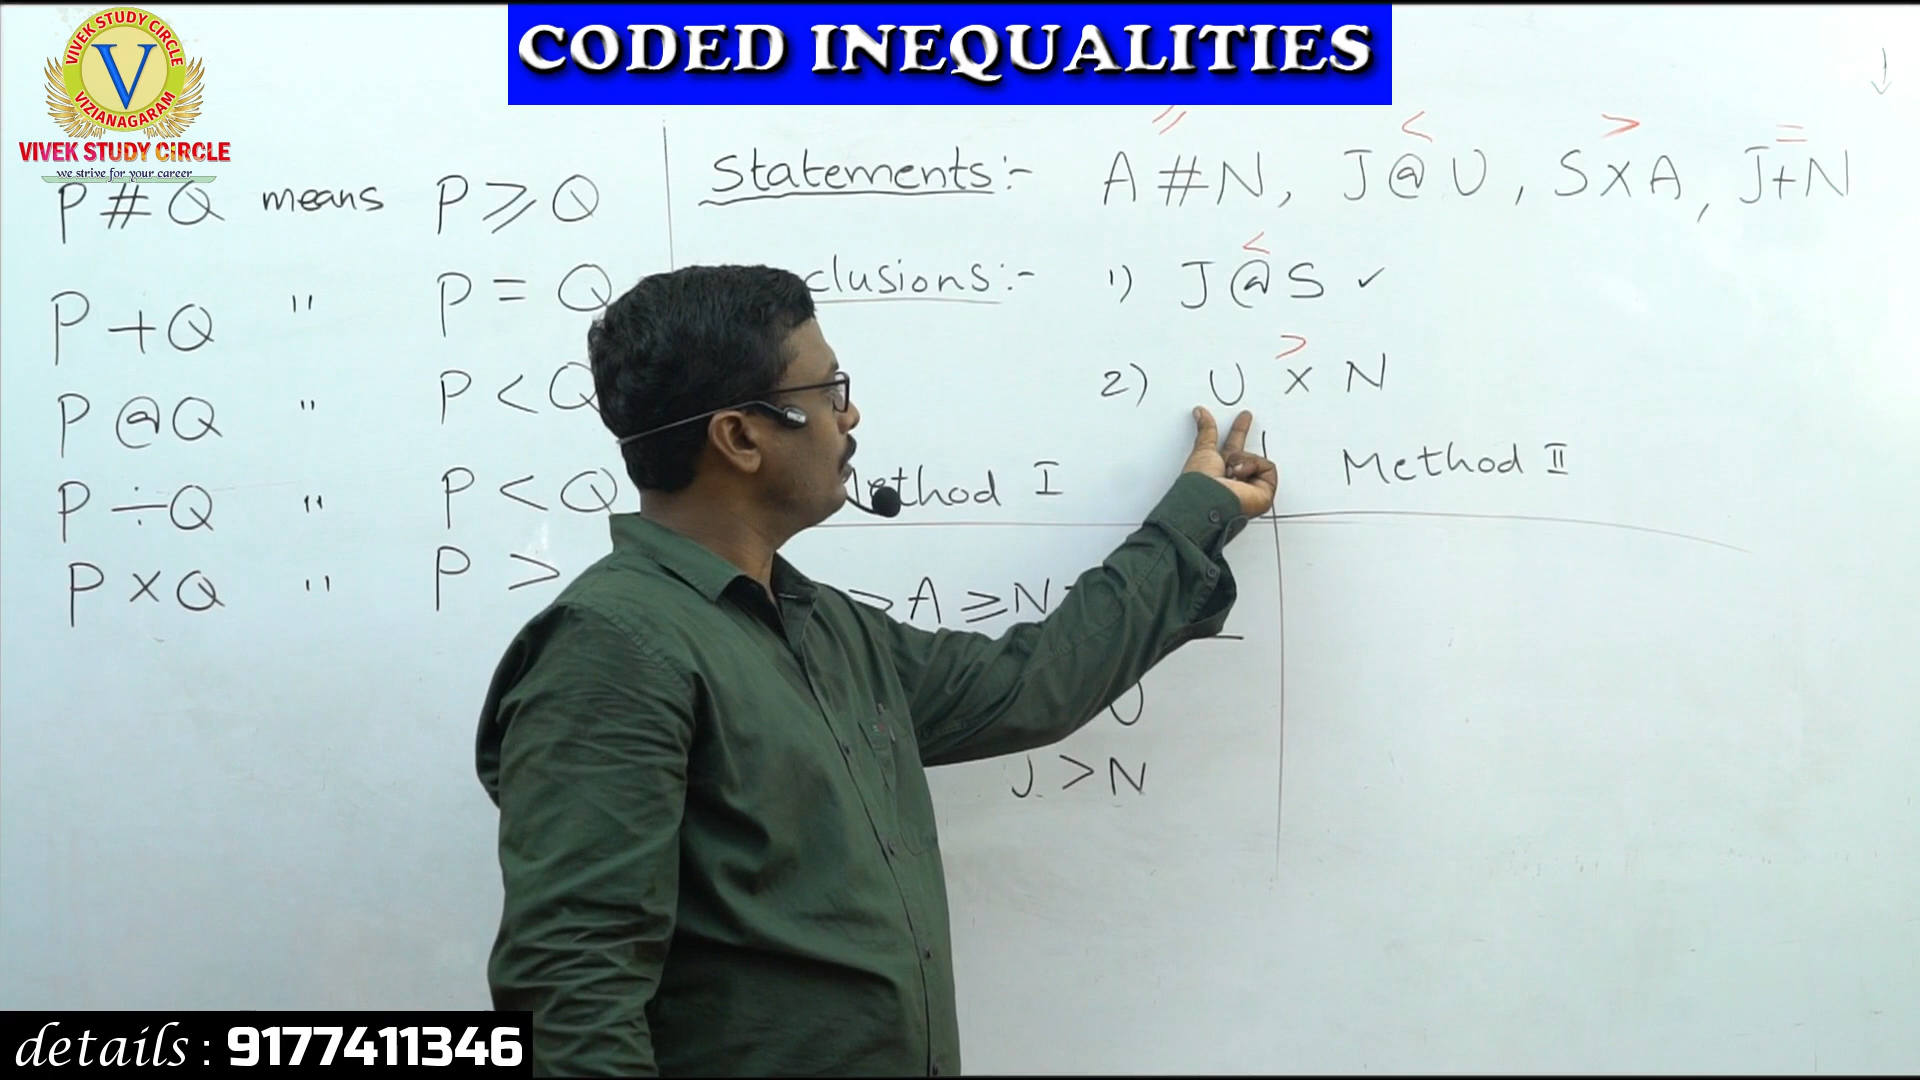 CODED INEQUALITIES
VIVEK STUDY CIRCLE
VIZIANAGARAM
V
VIVEK STUDY CIRCLE
we strive for your career
P # Q means P ⩾ Q
P + Q " P = Q
P @ Q " P < Q
P ÷ Q " P < Q
P × Q " P >
⩾ < > =
Statements:- A # N, J @ U, S × A, J + N
<
clusions:- 1) J @ S ✓
>
2) U × N
Method I
Method II
> A ⩾ N
U
J > N
details : 9177411346